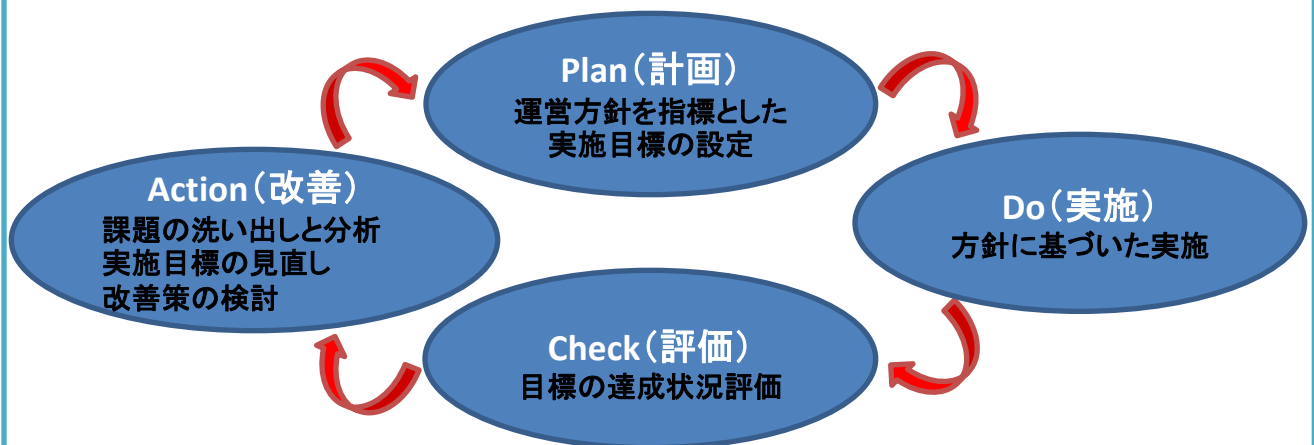 Plan（計画）
運営方針を指標とした
実施目標の設定
Do（実施）
方針に基づいた実施
Check（評価）
目標の達成状況評価
Action（改善）
課題の洗い出しと分析
実施目標の見直し
改善策の検討